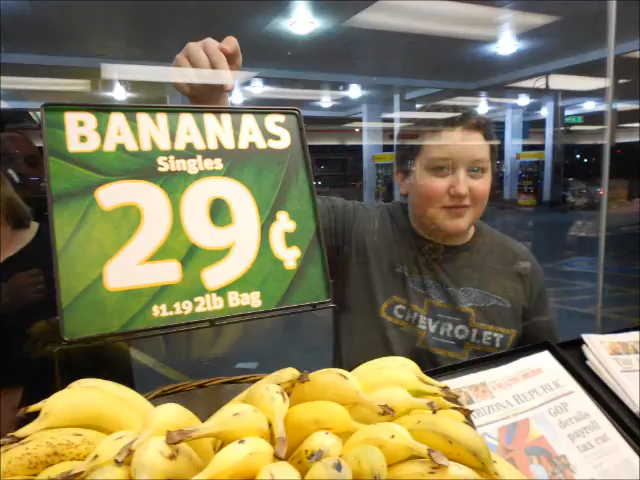 BANANAS
Singles
29¢
$1.19 2lb Bag
CHEVROLET
ARIZONA REPUBLIC
GOP
derails
payroll
tax cut